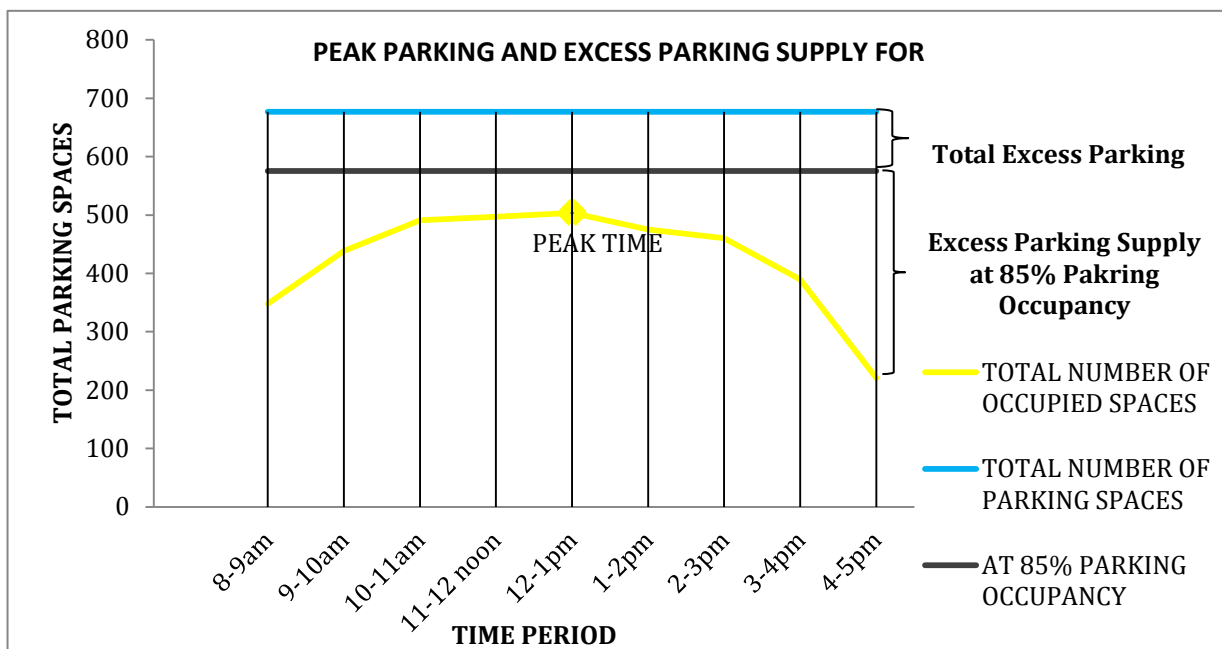 PEAK PARKING AND EXCESS PARKING SUPPLY FOR
TOTAL PARKING SPACES
800
700
600
500
400
300
200
100
0
PEAK TIME
Total Excess Parking
Excess Parking Supply
at 85% Pakring
Occupancy
TOTAL NUMBER OF
OCCUPIED SPACES
TOTAL NUMBER OF
PARKING SPACES
AT 85% PARKING
OCCUPANCY
8-9am
9-10am
10-11am
11-12 noon
12-1pm
1-2pm
2-3pm
3-4pm
4-5pm
TIME PERIOD